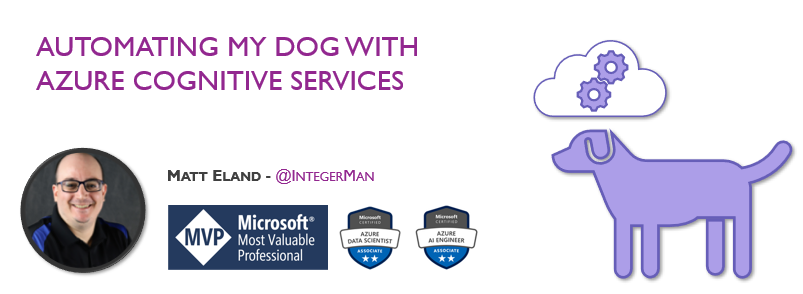 AUTOMATING MY DOG WITH
AZURE COGNITIVE SERVICES
MATT ELAND - @INTEGERMAN
MVP
Microsoft®
Most Valuable
Professional
Microsoft
CERTIFIED
AZURE
DATA SCIENTIST
ASSOCIATE
Microsoft
CERTIFIED
AZURE
AI ENGINEER
ASSOCIATE